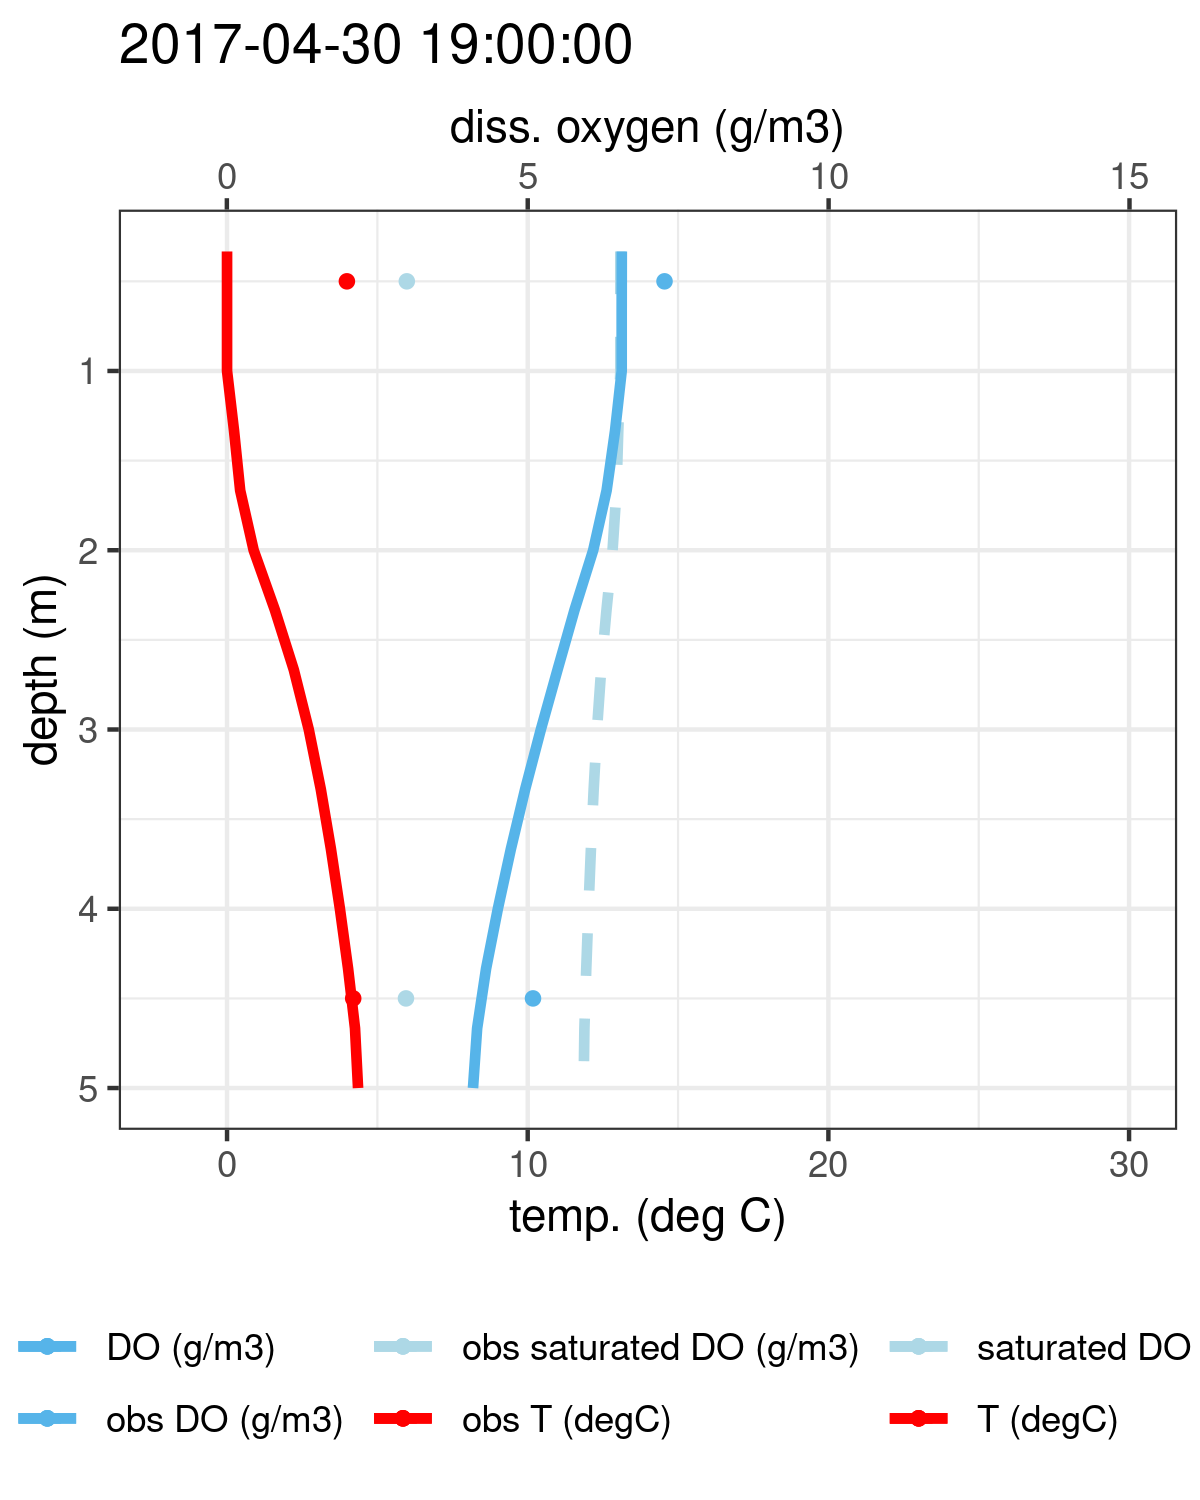 2017-04-30 19:00:00
diss. oxygen (g/m3)
0 5 10 15
depth (m)
1
2
3
4
5
0 10 20 30
temp. (deg C)
DO (g/m3) obs saturated DO (g/m3) saturated DO
obs DO (g/m3) obs T (degC) T (degC)